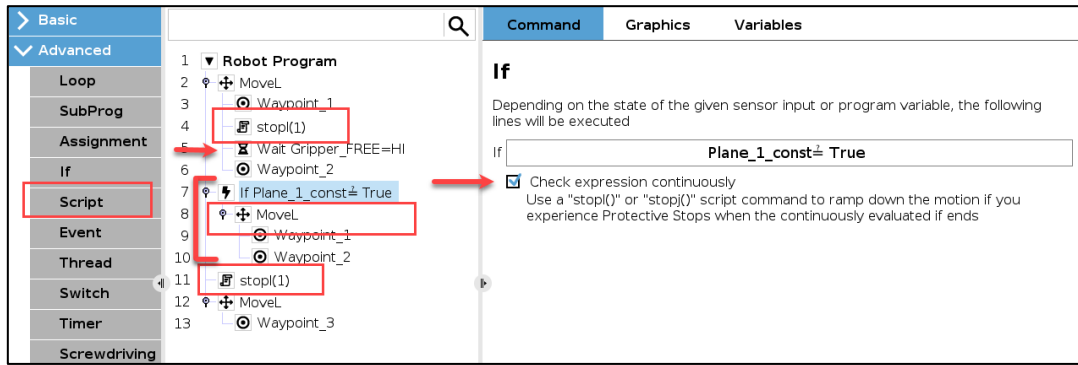 Basic
Advanced
Loop
SubProg
Assignment
If
Script
Event
Thread
Switch
Timer
Screwdriving
1 Robot Program
2 MoveL
3 Waypoint_1
4 stopl(1)
5 Wait Gripper_FREE=HI
6 Waypoint_2
7 If Plane_1_const≟ True
8 MoveL
9 Waypoint_1
10 Waypoint_2
11 stopl(1)
12 MoveL
13 Waypoint_3
Command Graphics Variables
If
Depending on the state of the given sensor input or program variable, the following
lines will be executed
If Plane_1_const≟ True
Check expression continuously
Use a "stopl()" or "stopj()" script command to ramp down the motion if you
experience Protective Stops when the continuously evaluated if ends